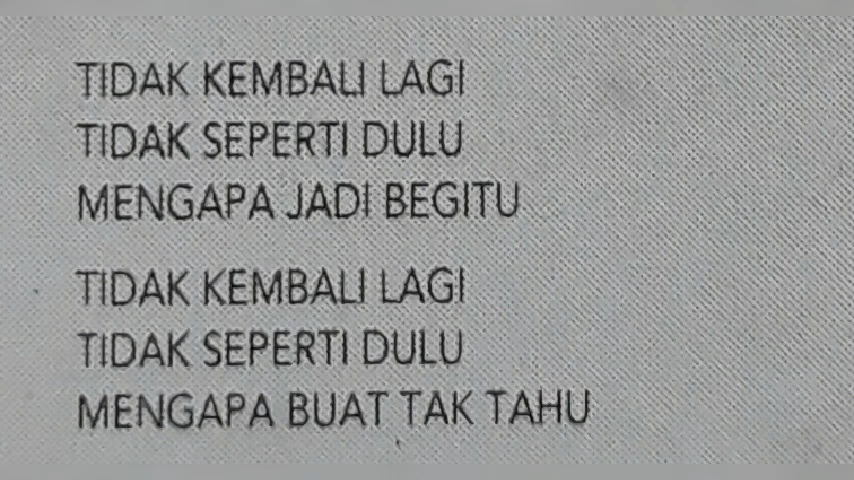 TIDAK KEMBALI LAGI
TIDAK SEPERTI DULU
MENGAPA JADI BEGITU
TIDAK KEMBALI LAGI
TIDAK SEPERTI DULU
MENGAPA BUAT TAK TAHU